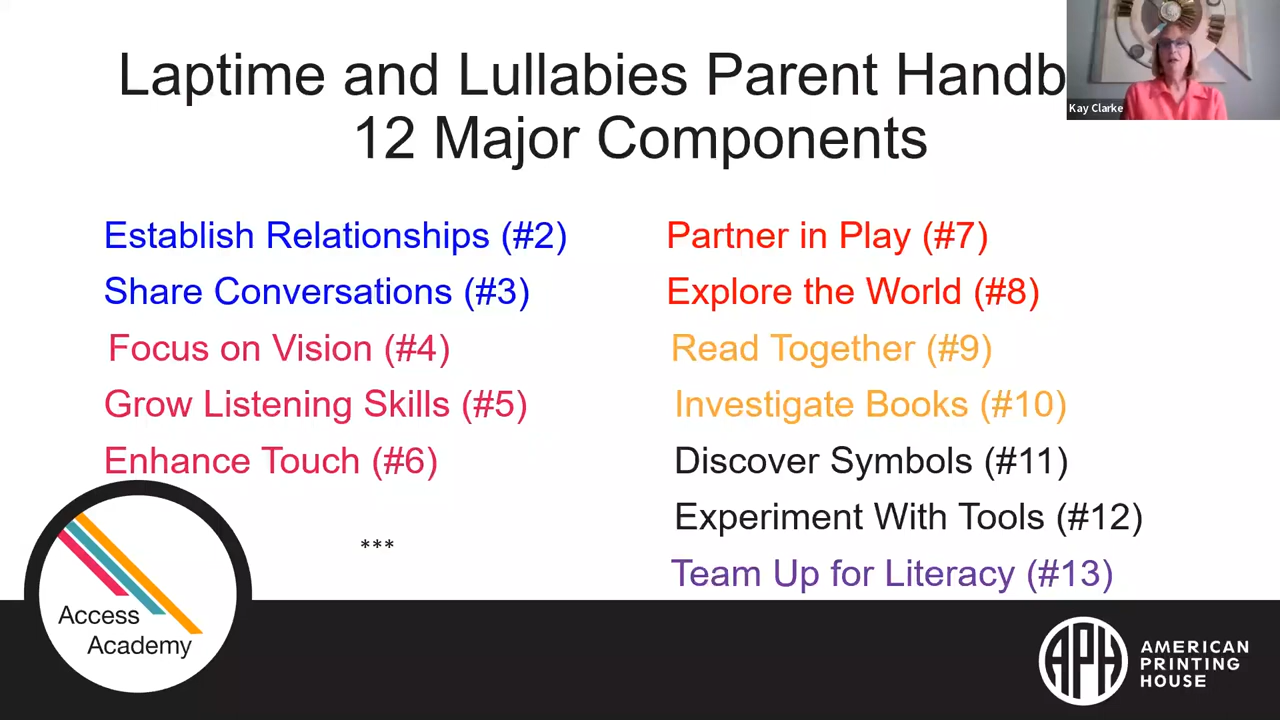 Laptime and Lullabies Parent Handb
12 Major Components
Kay Clarke
Establish Relationships (#2)
Share Conversations (#3)
Focus on Vision (#4)
Grow Listening Skills (#5)
Enhance Touch (#6)
***
Partner in Play (#7)
Explore the World (#8)
Read Together (#9)
Investigate Books (#10)
Discover Symbols (#11)
Experiment With Tools (#12)
Team Up for Literacy (#13)
Access
Academy
APH
AMERICAN
PRINTING
HOUSE